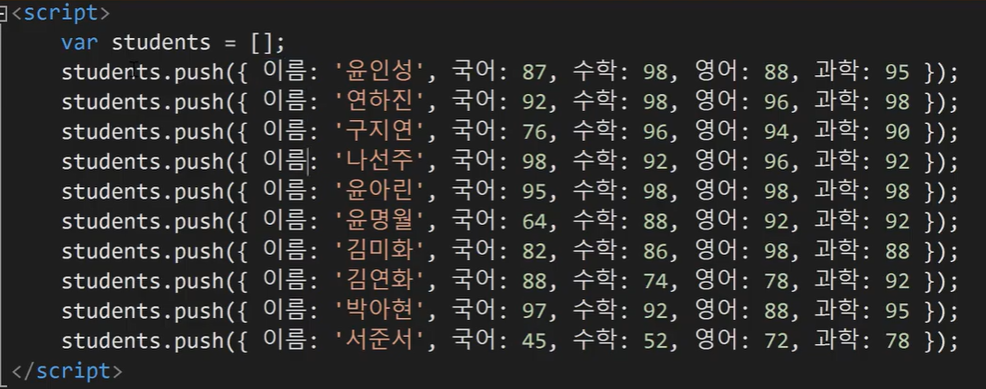 <script>
var students = [];
students.push({ 이름: '윤인성', 국어: 87, 수학: 98, 영어: 88, 과학: 95 });
students.push({ 이름: '연하진', 국어: 92, 수학: 98, 영어: 96, 과학: 98 });
students.push({ 이름: '구지연', 국어: 76, 수학: 96, 영어: 94, 과학: 90 });
students.push({ 이름: '나선주', 국어: 98, 수학: 92, 영어: 96, 과학: 92 });
students.push({ 이름: '윤아린', 국어: 95, 수학: 98, 영어: 98, 과학: 98 });
students.push({ 이름: '윤명월', 국어: 64, 수학: 88, 영어: 92, 과학: 92 });
students.push({ 이름: '김미화', 국어: 82, 수학: 86, 영어: 98, 과학: 88 });
students.push({ 이름: '김연화', 국어: 88, 수학: 74, 영어: 78, 과학: 92 });
students.push({ 이름: '박아현', 국어: 97, 수학: 92, 영어: 88, 과학: 95 });
students.push({ 이름: '서준서', 국어: 45, 수학: 52, 영어: 72, 과학: 78 });
</script>